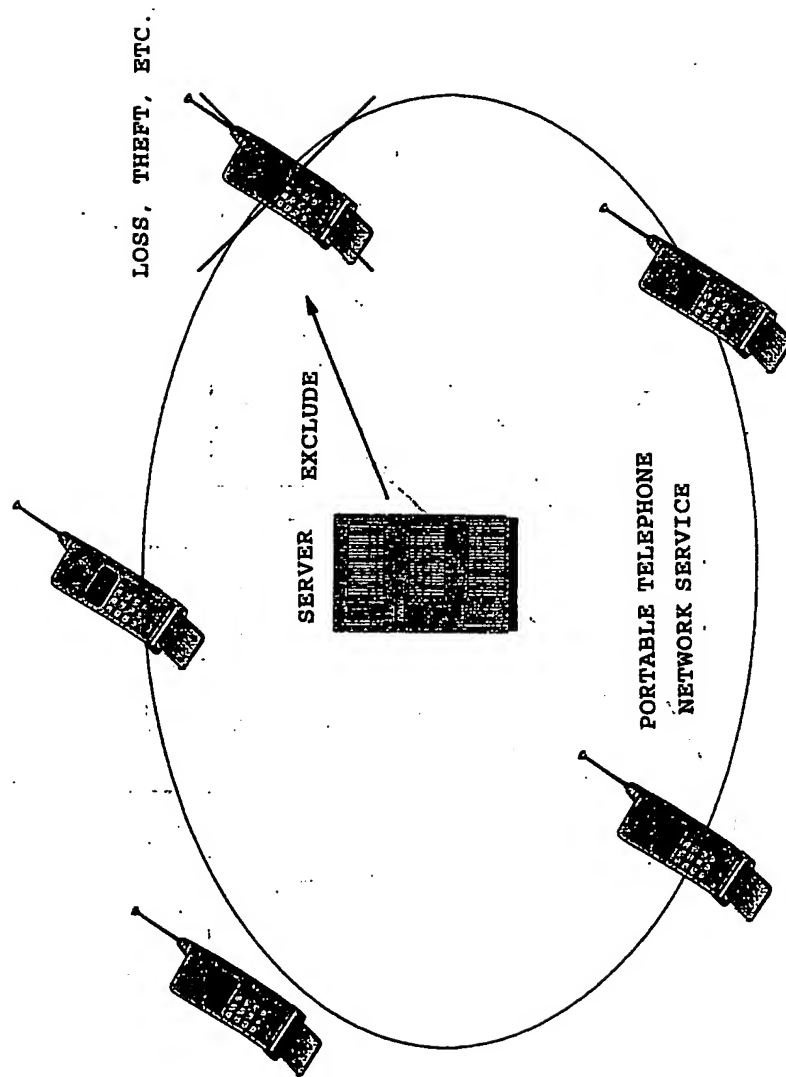 LOSS, THEFT, ETC.
SERVER
EXCLUDE
PORTABLE TELEPHONE
NETWORK SERVICE